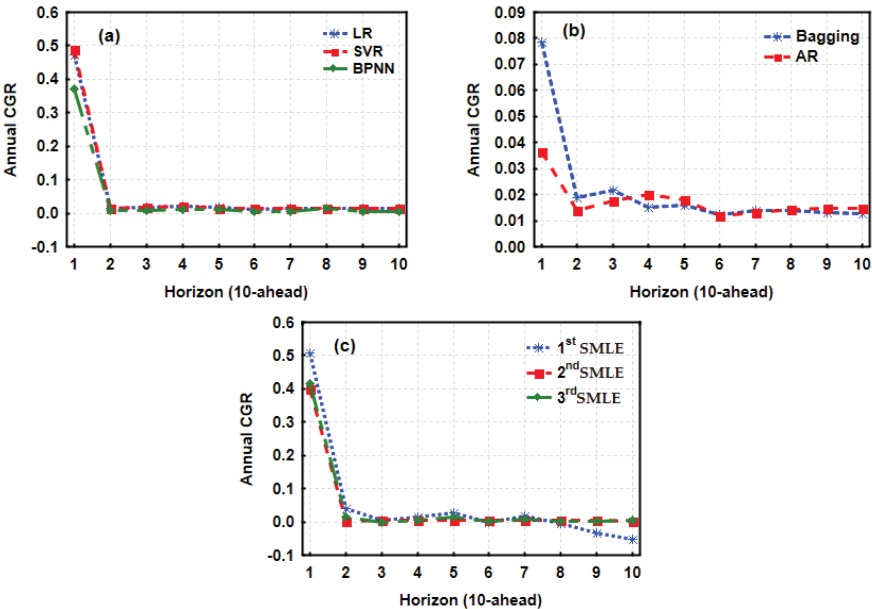 (a)
LR
SVR
BPNN
Annual CGR
0.6
0.5
0.4
0.3
0.2
0.1
0.0
-0.1
1 2 3 4 5 6 7 8 9 10
Horizon (10-ahead)
(b)
Bagging
AR
Annual CGR
0.09
0.08
0.07
0.06
0.05
0.04
0.03
0.02
0.01
0.00
1 2 3 4 5 6 7 8 9 10
Horizon (10-ahead)
(c)
1st SMLE
2nd SMLE
3rd SMLE
Annual CGR
0.6
0.5
0.4
0.3
0.2
0.1
0.0
-0.1
1 2 3 4 5 6 7 8 9 10
Horizon (10-ahead)